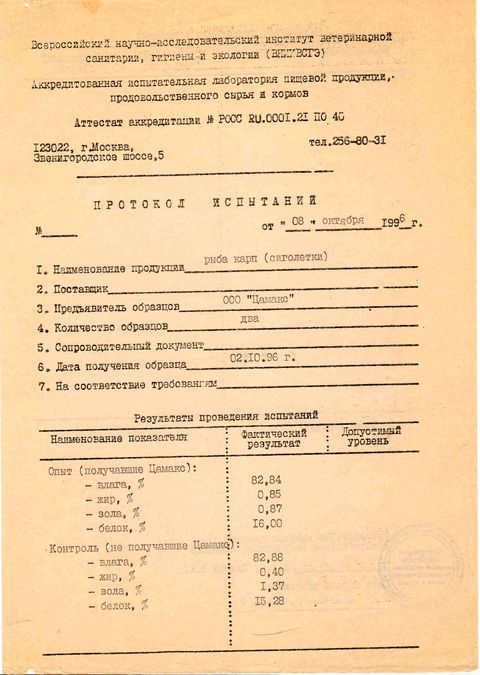 Всероссийский научно-исследовательский институт ветеринарной
санитарии, гигиены и экологии (ВНИИВСГЭ)
Аккредитованная испытательная лаборатория пищевой продукции,
продовольственного сырья и кормов
Аттестат аккредитации № РОСС RU.0001.21 ПО 45
123022, г.Москва, тел.256-80-31
Звенигородское шоссе,5
ПРОТОКОЛ ИСПЫТАНИЙ
№ от "08" октября 1996г.
1. Наименование продукции рыба карп (сиголетки)
2. Поставщик
3. Предъявитель образцов ООО "Цамакс"
4. Количество образцов два
5. Сопроводительный документ
6. Дата получения образца 02.10.96 г.
7. На соответствие требованиям
Результаты проведения испытаний
Наименование показателя Фактический результат Допустимый уровень
Опыт (получавшие Цамакс):
- влага, % 82,84
- жир, % 0,85
- зола, % 0,87
- белок, % 16,00
Контроль (не получавшие Цамакс):
- влага, % 82,88
- жир, % 0,40
- зола, % 1,37
- белок, % 15,28